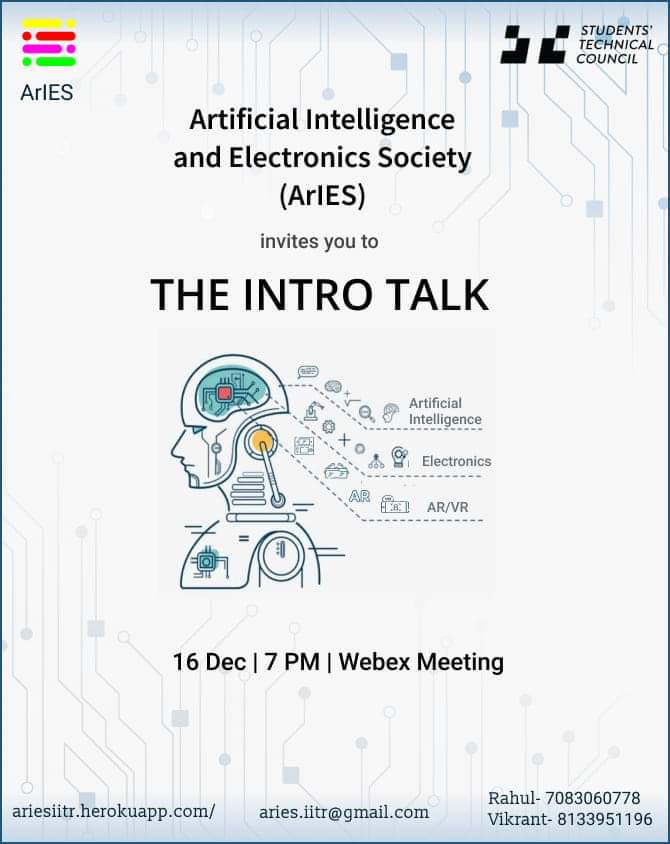 ArIES
STUDENTS'
TECHNICAL
COUNCIL
Artificial Intelligence
and Electronics Society
(ArIES)
invites you to
THE INTRO TALK
Artificial
Intelligence
Electronics
AR
AR/VR
16 Dec | 7 PM | Webex Meeting
ariesiitr.herokuapp.com/
aries.iitr@gmail.com
Rahul- 7083060778
Vikrant- 8133951196